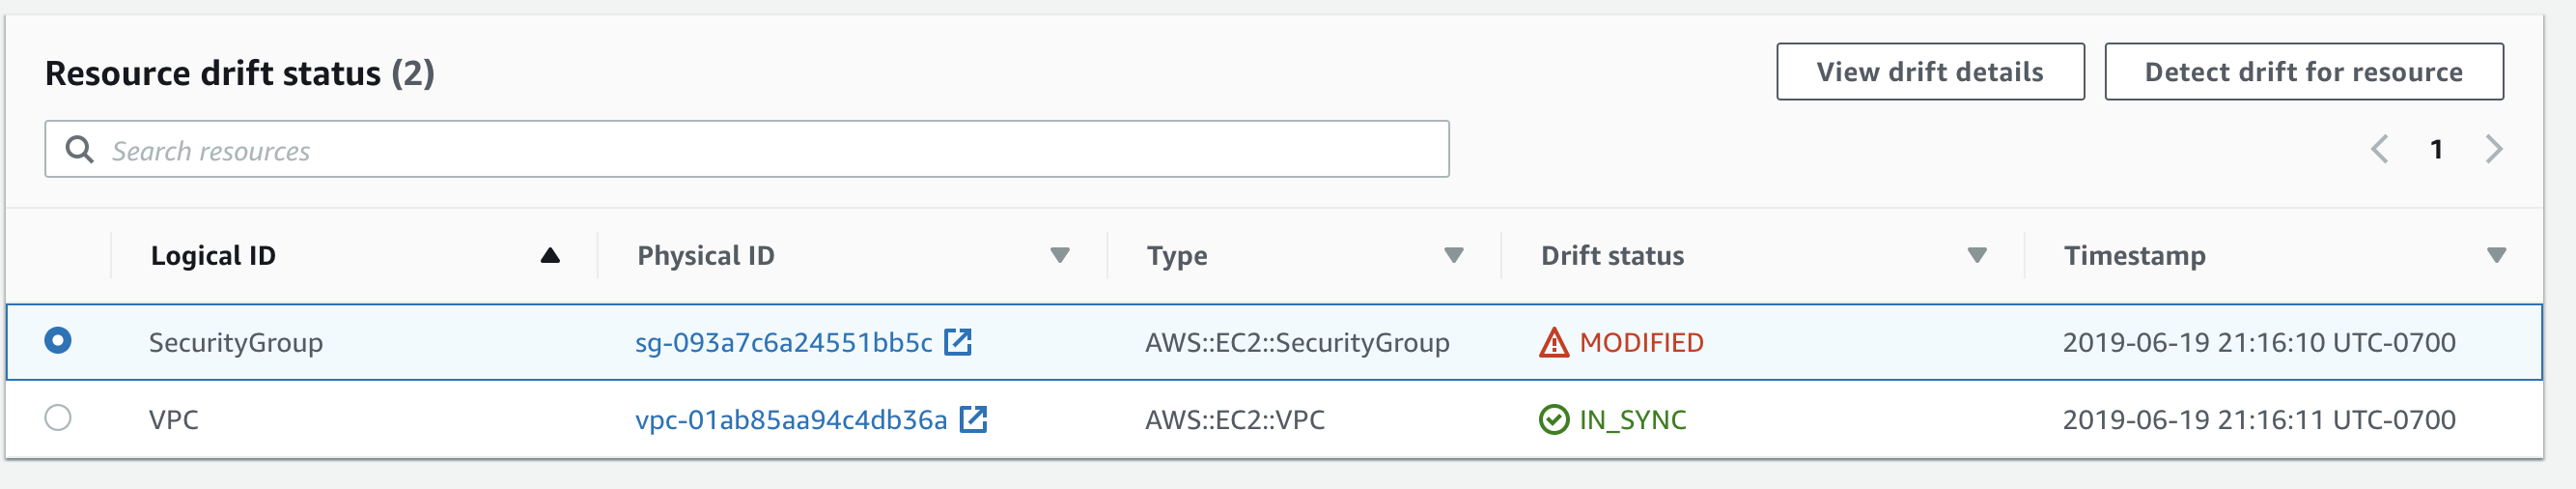 Resource drift status (2)
View drift details
Detect drift for resource
Search resources
1
Logical ID Physical ID Type Drift status Timestamp
SecurityGroup sg-093a7c6a24551bb5c AWS::EC2::SecurityGroup MODIFIED 2019-06-19 21:16:10 UTC-0700
VPC vpc-01ab85aa94c4db36a AWS::EC2::VPC IN_SYNC 2019-06-19 21:16:11 UTC-0700